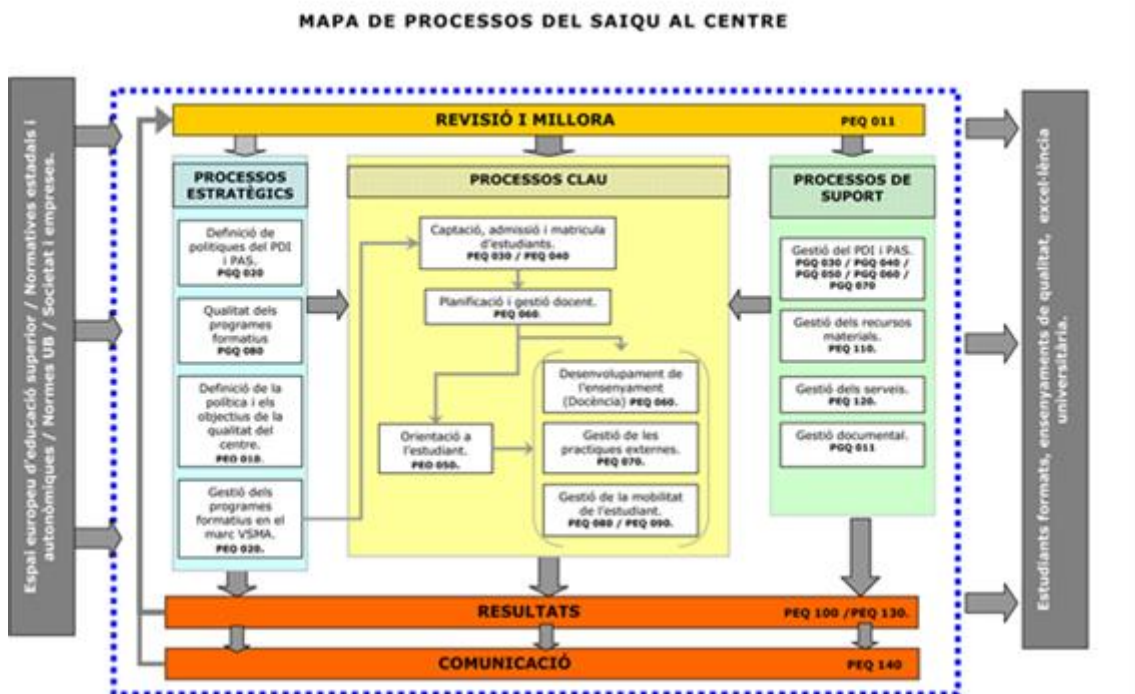 MAPA DE PROCESSOS DEL SAIQU AL CENTRE
Espai europeu d'educació superior / Normatives estadals i
autonòmiques / Normes UB / Societat i empreses.
REVISIÓ I MILLORA
PEQ 011
PROCESSOS
ESTRATÈGICS
Definició de
politiques del PDI
i PAS.
PGQ 020
Qualitat dels
programes
formatius
PGQ 080
Definició de la
política i els
objectius de la
qualitat del
centre.
PEQ 010.
Gestió dels
programes
formatius en el
marc VSMA.
PEQ 020.
PROCESSOS CLAU
Captació, admissió i matricula
d'estudiants.
PEQ 030 / PEQ 040
Planificació i gestió docent.
PEQ 060.
Desenvolupament de
l'ensenyament
(Docència) PEQ 060.
Orientació a
l'estudiant.
PEQ 050.
Gestió de les
practiques externes.
PEQ 070.
Gestió de la mobilitat
de l'estudiant.
PEQ 080 / PEQ 090.
PROCESSOS DE
SUPORT
Gestió del PDI i PAS.
PGQ 030 / PGQ 040 /
PGQ 050 / PGQ 060 /
PGQ 070
Gestió dels recursos
materials.
PEQ 110.
Gestió dels serveis.
PEQ 120.
Gestió documental.
PGQ 011
RESULTATS
PEQ 100 /PEQ 130.
COMUNICACIÓ
PEQ 140
Estudiants formats, ensenyaments de qualitat, excel·lència
universitària.